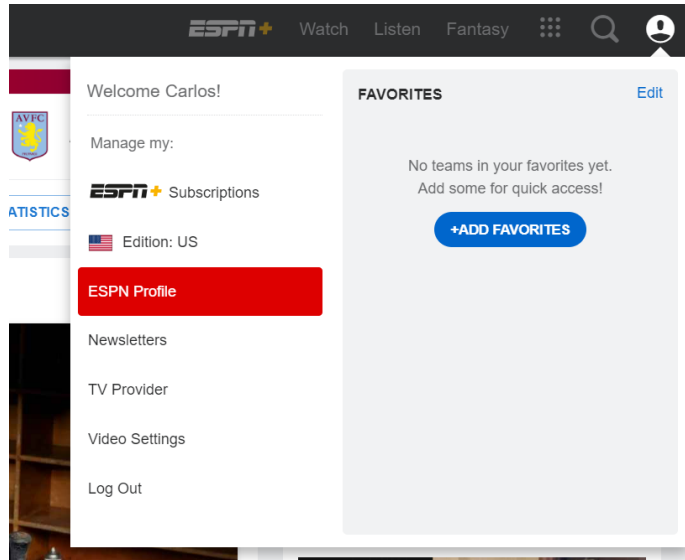 ESPN+ Watch Listen Fantasy
Welcome Carlos!
Manage my:
ESPN+ Subscriptions
Edition: US
ESPN Profile
Newsletters
TV Provider
Video Settings
Log Out
FAVORITES Edit
No teams in your favorites yet.
Add some for quick access!
+ADD FAVORITES
AVFC
ATISTICS